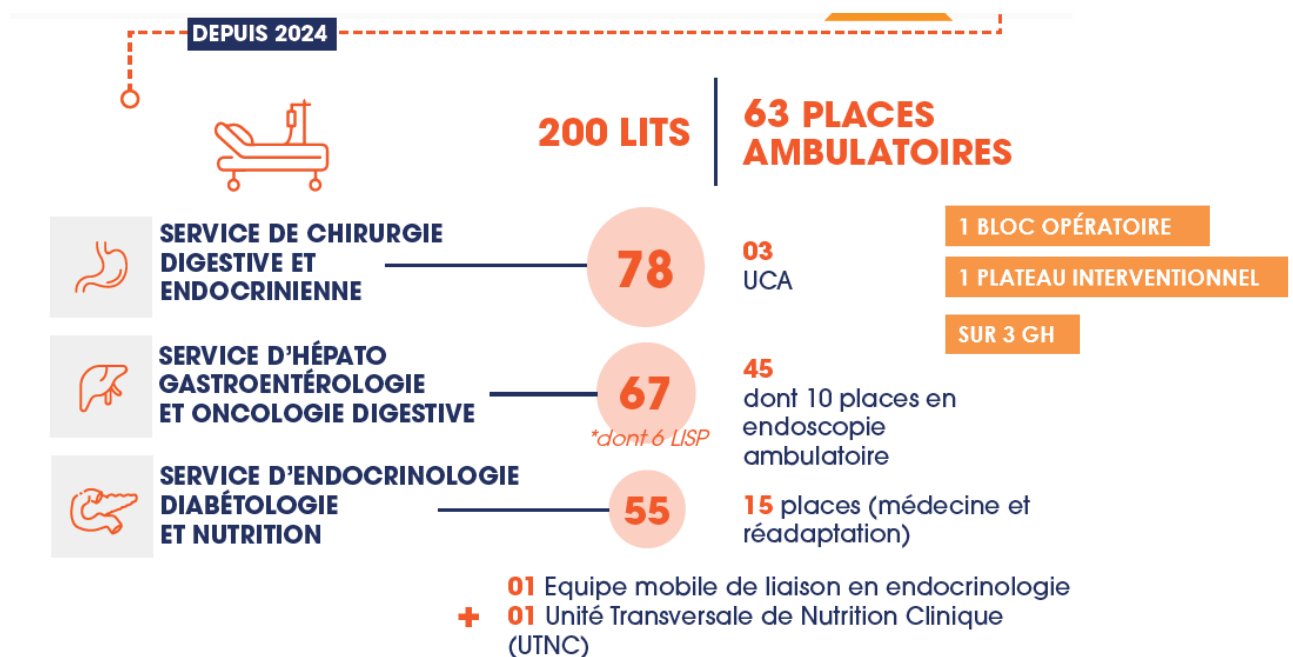 DEPUIS 2024
200 LITS
63 PLACES
AMBULATOIRES
SERVICE DE CHIRURGIE
DIGESTIVE ET
ENDOCRINIENNE
78
03
UCA
1 BLOC OPÉRATOIRE
1 PLATEAU INTERVENTIONNEL
SUR 3 GH
SERVICE D'HÉPATO
GASTROENTÉROLOGIE
ET ONCOLOGIE DIGESTIVE
67
*dont 6 LISP
45
dont 10 places en
endoscopie
ambulatoire
SERVICE D'ENDOCRINOLOGIE
DIABÉTOLOGIE
ET NUTRITION
55
15 places (médecine et
réadaptation)
+
01 Equipe mobile de liaison en endocrinologie
01 Unité Transversale de Nutrition Clinique
(UTNC)